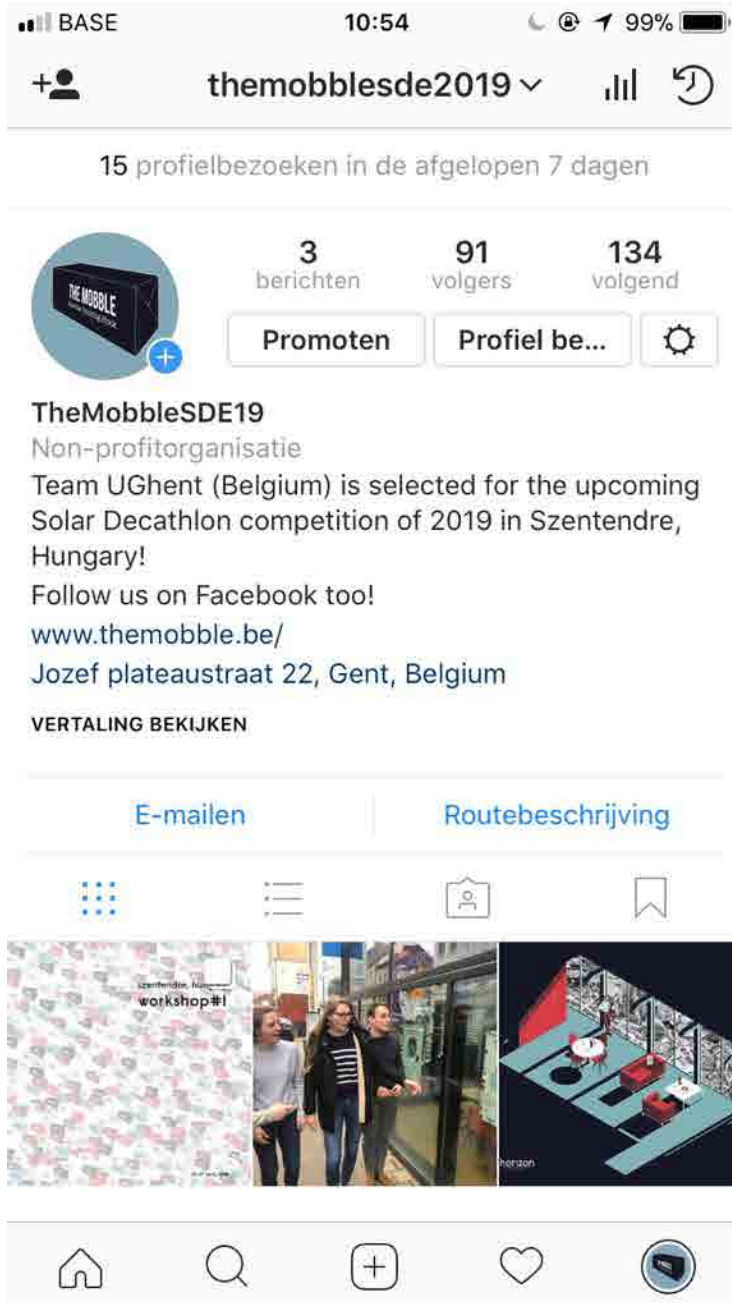 BASE 10:54 99%
themobblesde2019
15 profielbezoeken in de afgelopen 7 dagen
THE MOBBLE
3 91 134
berichten volgers volgend
Promoten Profiel be...
TheMobbleSDE19
Non-profitorganisatie
Team UGhent (Belgium) is selected for the upcoming
Solar Decathlon competition of 2019 in Szentendre,
Hungary!
Follow us on Facebook too!
www.themobble.be/
Jozef plateaustraat 22, Gent, Belgium
VERTALING BEKIJKEN
E-mailen Routebeschrijving
szentendre,
workshop#1
horizon